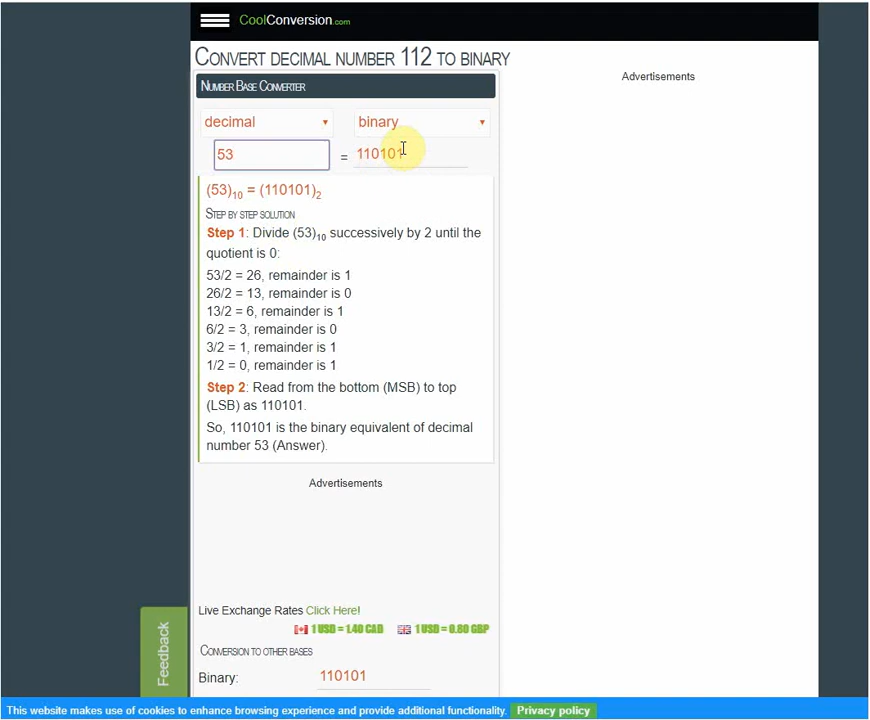 CoolConversion.com
Convert decimal number 112 to binary
Advertisements
Number Base Converter
decimal binary
53 = 110101
(53)10 = (110101)2
Step by step solution
Step 1: Divide (53)10 successively by 2 until the
quotient is 0:
53/2 = 26, remainder is 1
26/2 = 13, remainder is 0
13/2 = 6, remainder is 1
6/2 = 3, remainder is 0
3/2 = 1, remainder is 1
1/2 = 0, remainder is 1
Step 2: Read from the bottom (MSB) to top
(LSB) as 110101.
So, 110101 is the binary equivalent of decimal
number 53 (Answer).
Advertisements
Live Exchange Rates Click Here!
1 USD = 1.40 CAD 1 USD = 0.80 GBP
Conversion to other bases
Binary: 110101
Feedback
This website makes use of cookies to enhance browsing experience and provide additional functionality. Privacy policy